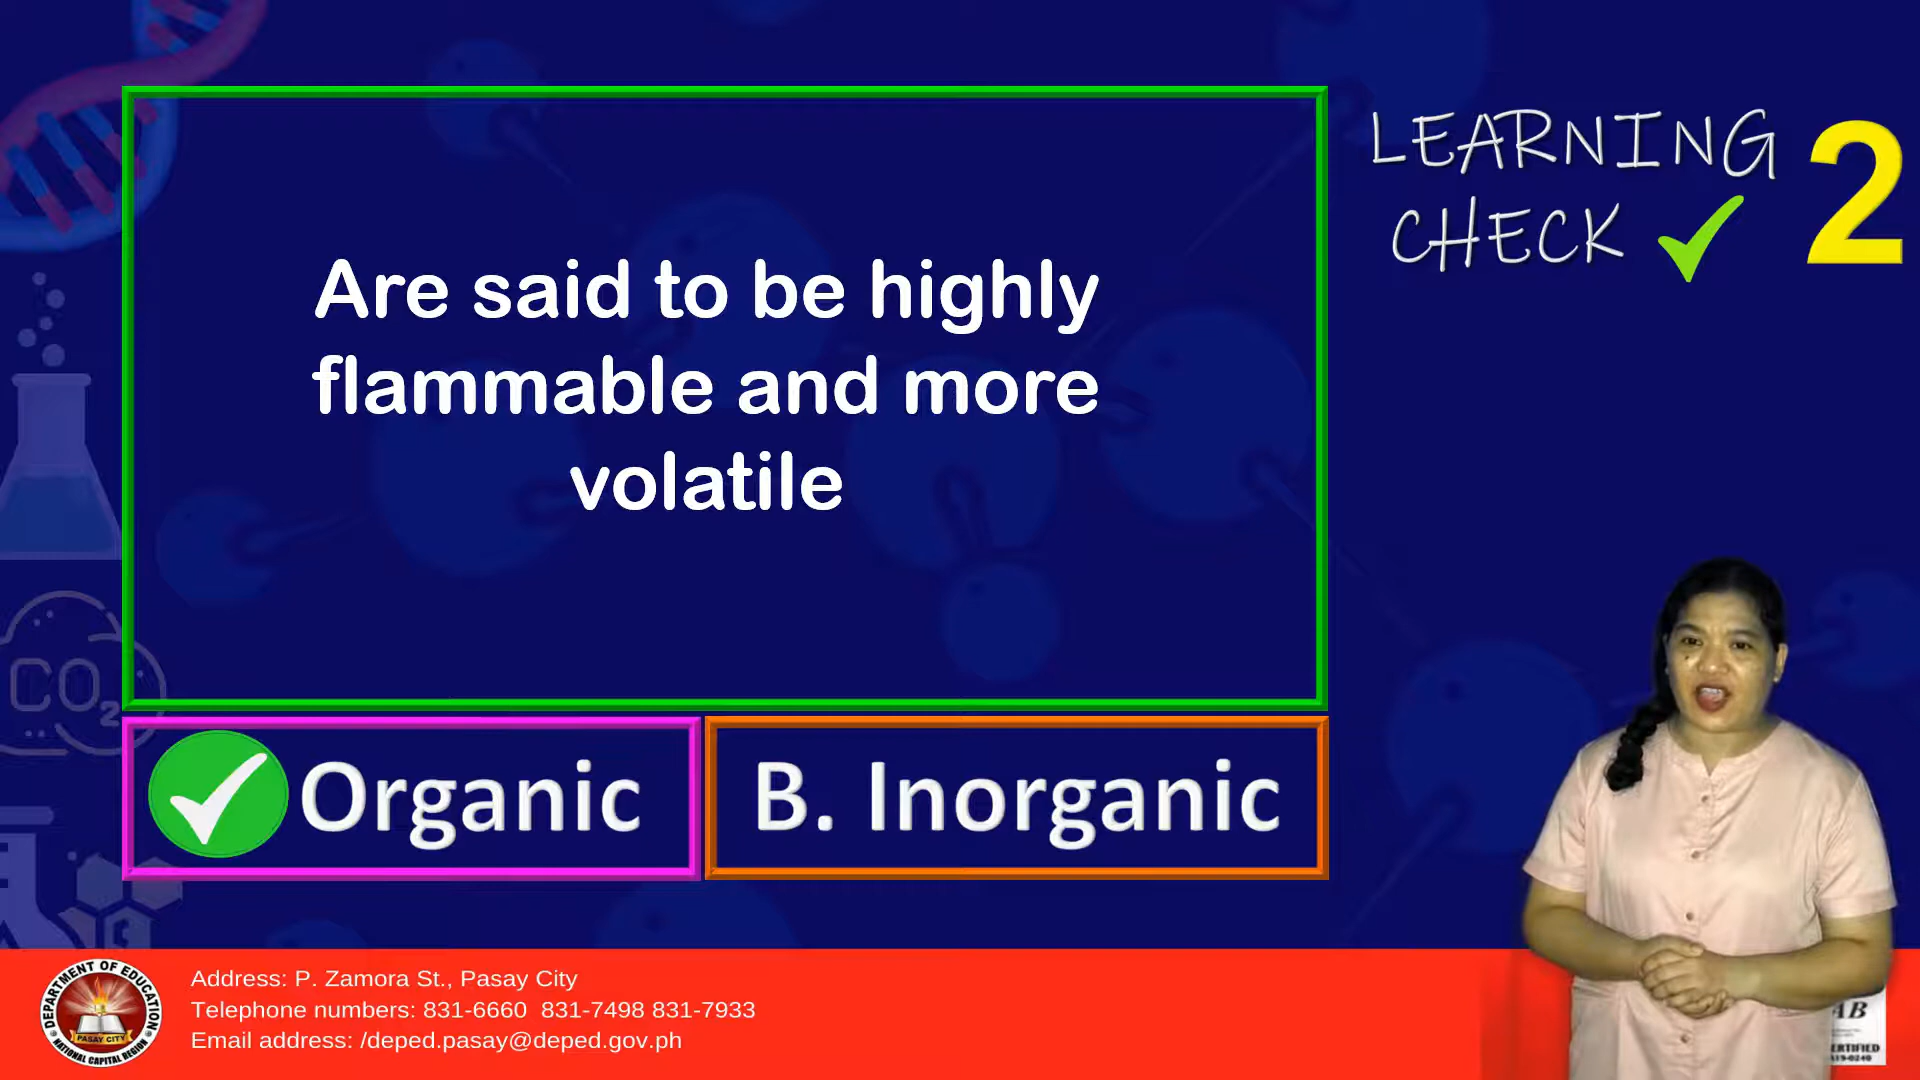 LEARNING
CHECK
2
Are said to be highly
flammable and more
volatile
Organic
B. Inorganic
CO2
DEPARTMENT OF EDUCATION
PASAY CITY
NATIONAL CAPITAL REGION
Address: P. Zamora St., Pasay City
Telephone numbers: 831-6660 831-7498 831-7933
Email address: /deped.pasay@deped.gov.ph
AB